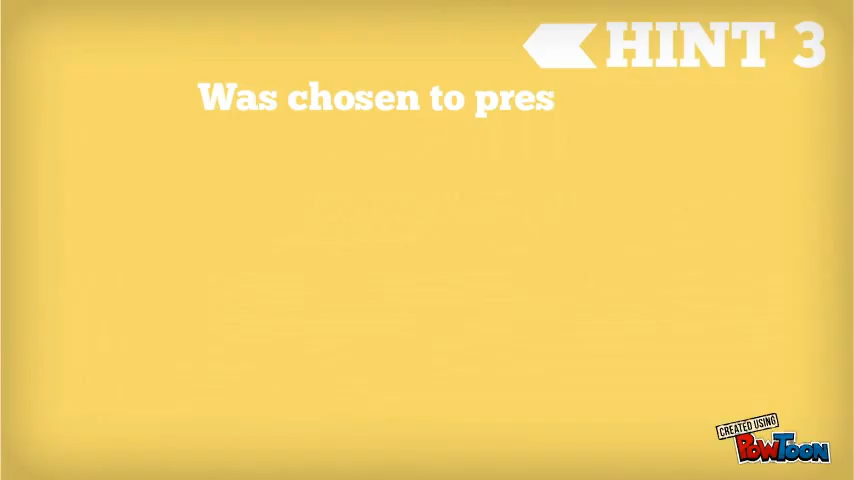 HINT 3
Was chosen to pres
CREATED USING
POWTOON